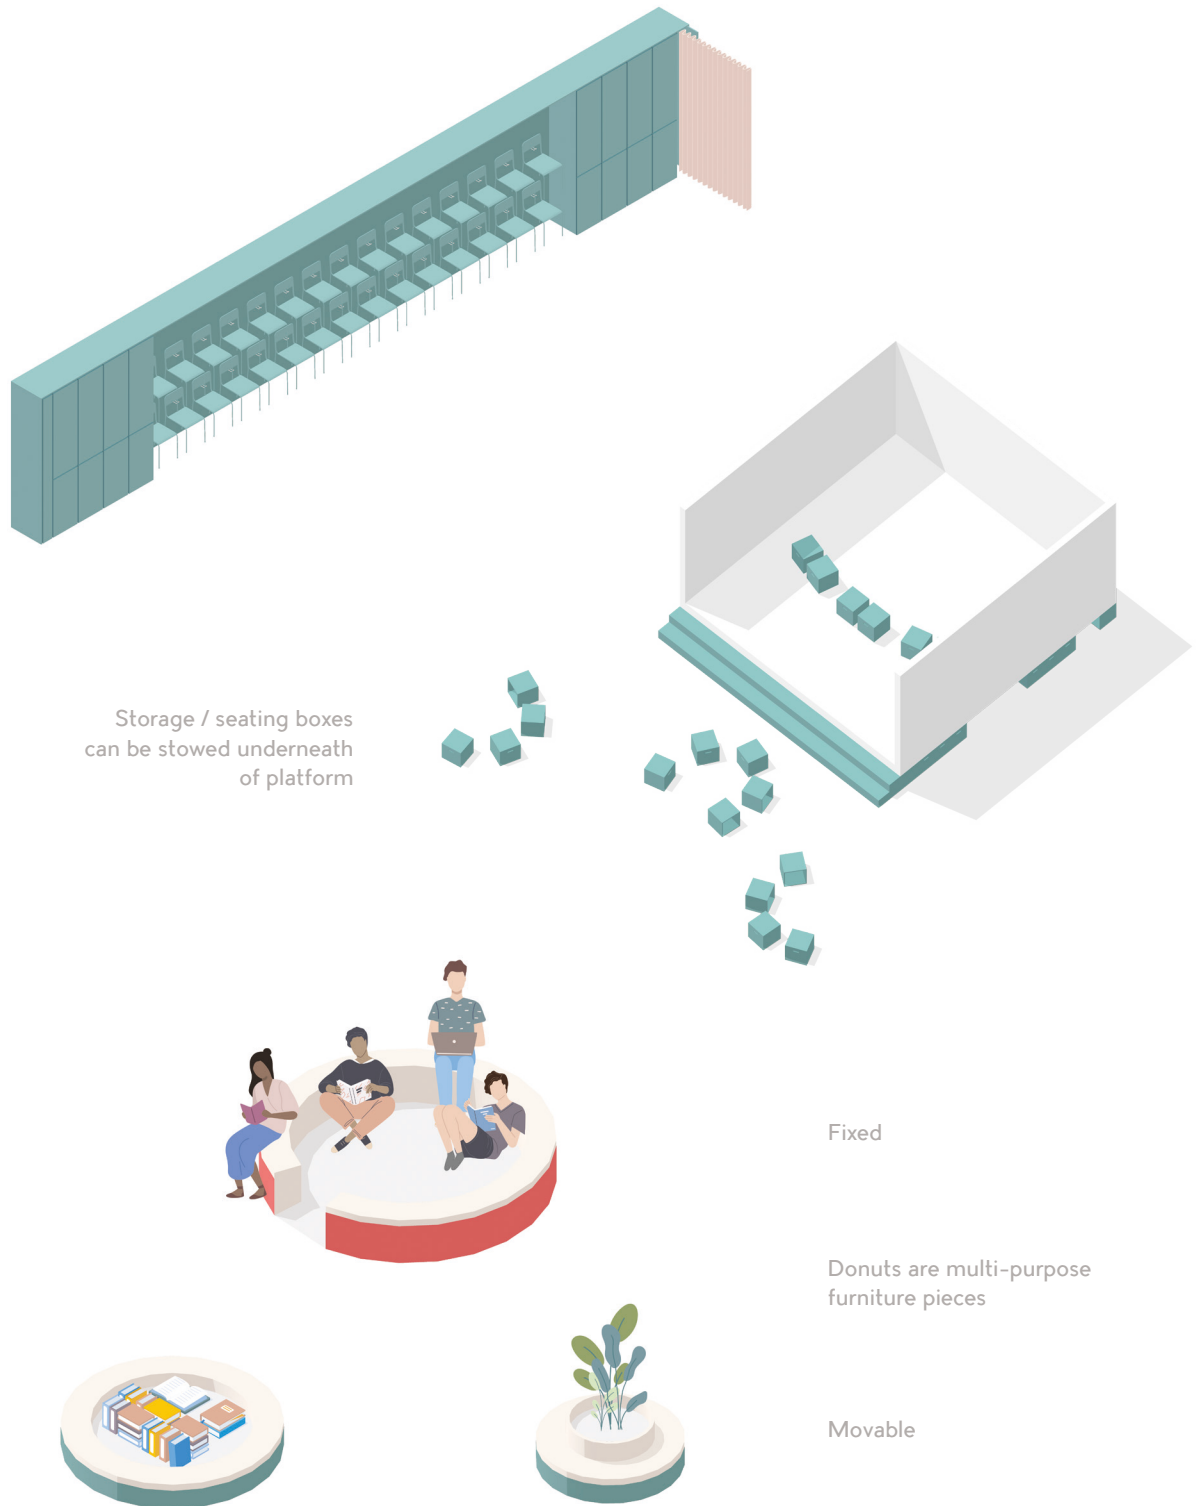 Storage / seating boxes
can be stowed underneath
of platform
Fixed
Donuts are multi-purpose
furniture pieces
Movable